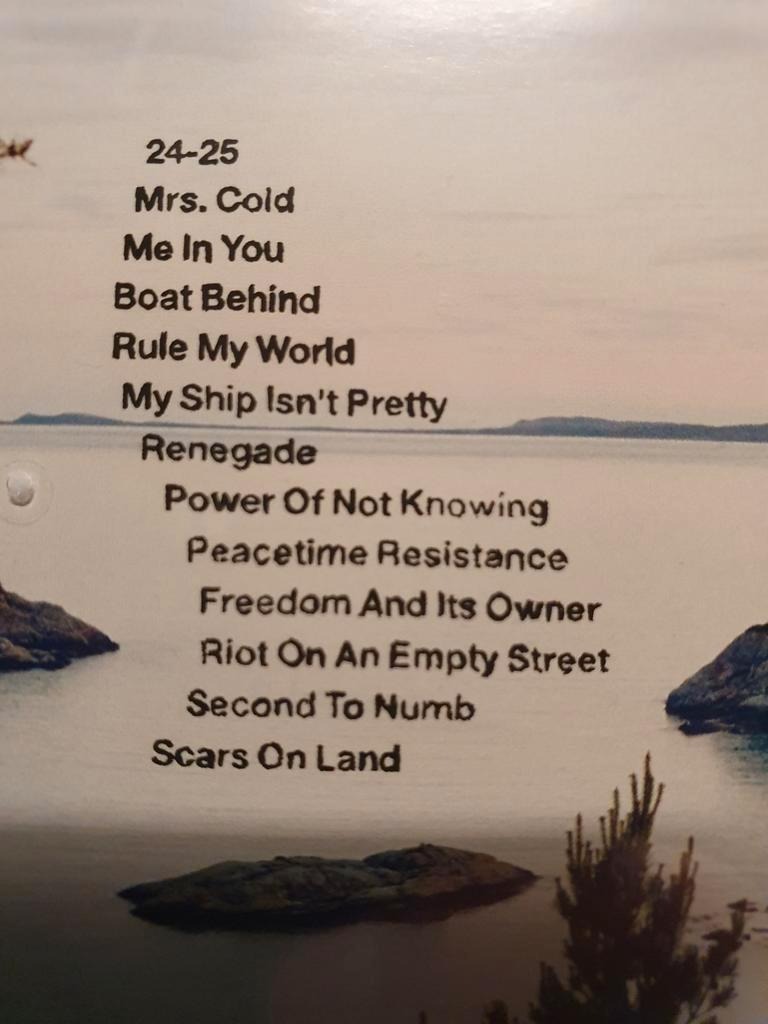 24-25
Mrs. Cold
Me In You
Boat Behind
Rule My World
My Ship Isn't Pretty
Renegade
Power Of Not Knowing
Peacetime Resistance
Freedom And Its Owner
Riot On An Empty Street
Second To Numb
Scars On Land